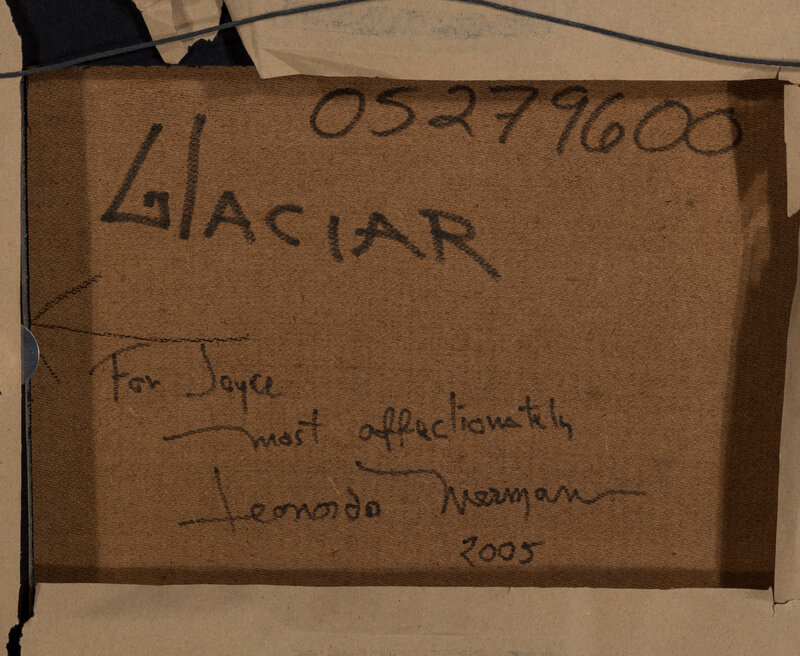 05279600
GLACIAR
For Joyce
most affectionately
Leonardo Nierman
2005